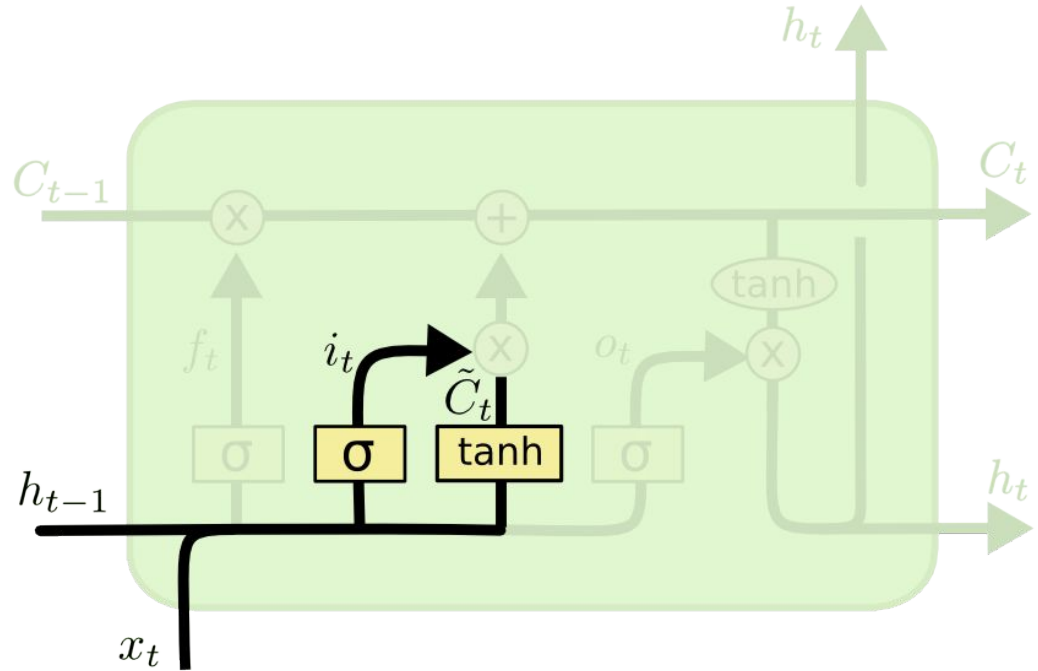 h_t
C_{t-1}
C_t
x
+
tanh
f_t
i_t
x
o_t
x
C̃_t
σ
σ
tanh
σ
h_{t-1}
h_t
x_t